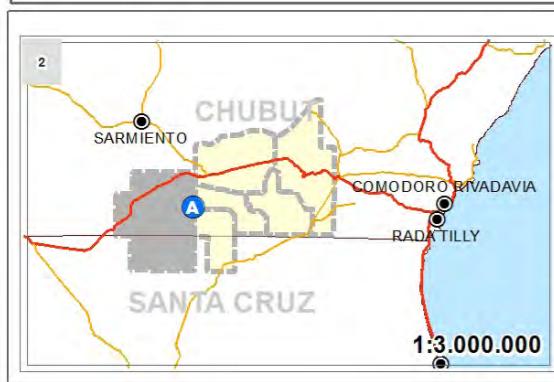 2
CHUBUT
SARMIENTO
A
COMODORO RIVADAVIA
RADA TILLY
SANTA CRUZ
1:3.000.000